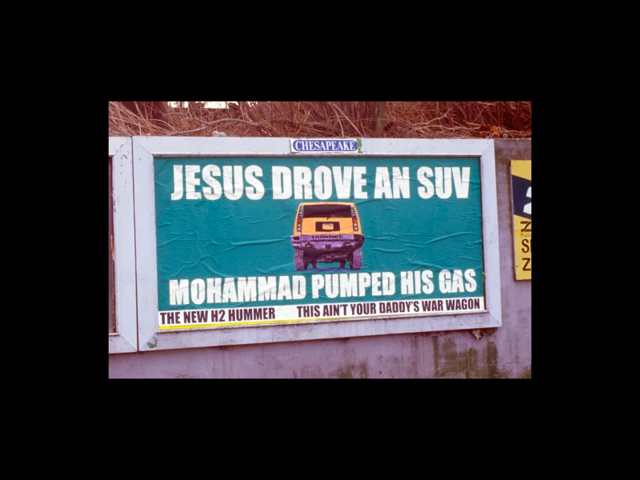 CHESAPEAKE
JESUS DROVE AN SUV
MOHAMMAD PUMPED HIS GAS
THE NEW H2 HUMMER THIS AIN'T YOUR DADDY'S WAR WAGON